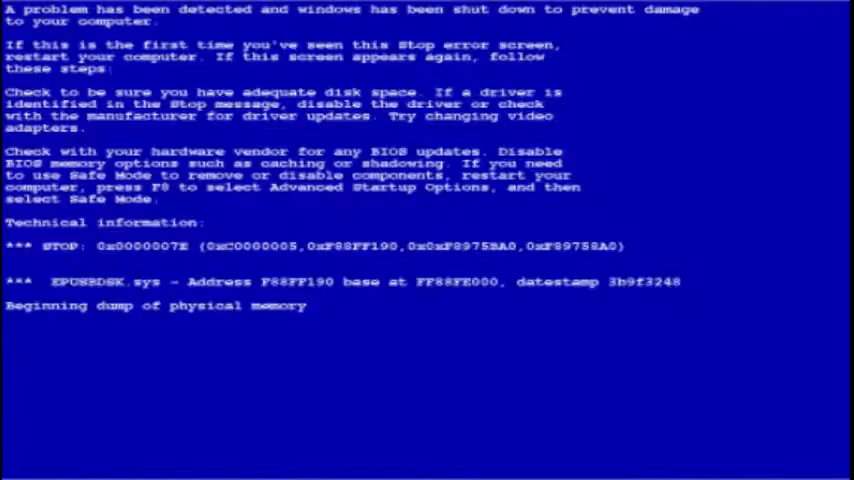 A problem has been detected and windows has been shut down to prevent damage
to your computer.
If this is the first time you've seen this Stop error screen,
restart your computer. If this screen appears again, follow
these steps:
Check to be sure you have adequate disk space. If a driver is
identified in the Stop message, disable the driver or check
with the manufacturer for driver updates. Try changing video
adapters.
Check with your hardware vendor for any BIOS updates. Disable
BIOS memory options such as caching or shadowing. If you need
to use Safe Mode to remove or disable components, restart your
computer, press F8 to select Advanced Startup Options, and then
select Safe Mode.
Technical information:
*** STOP: 0x0000007E (0xC0000005,0xF88FF190,0x0xF8975BA0,0xF89758A0)
*** EPUSBDSK.sys - Address F88FF190 base at FF88FE000, datestamp 3b9f3248
Beginning dump of physical memory